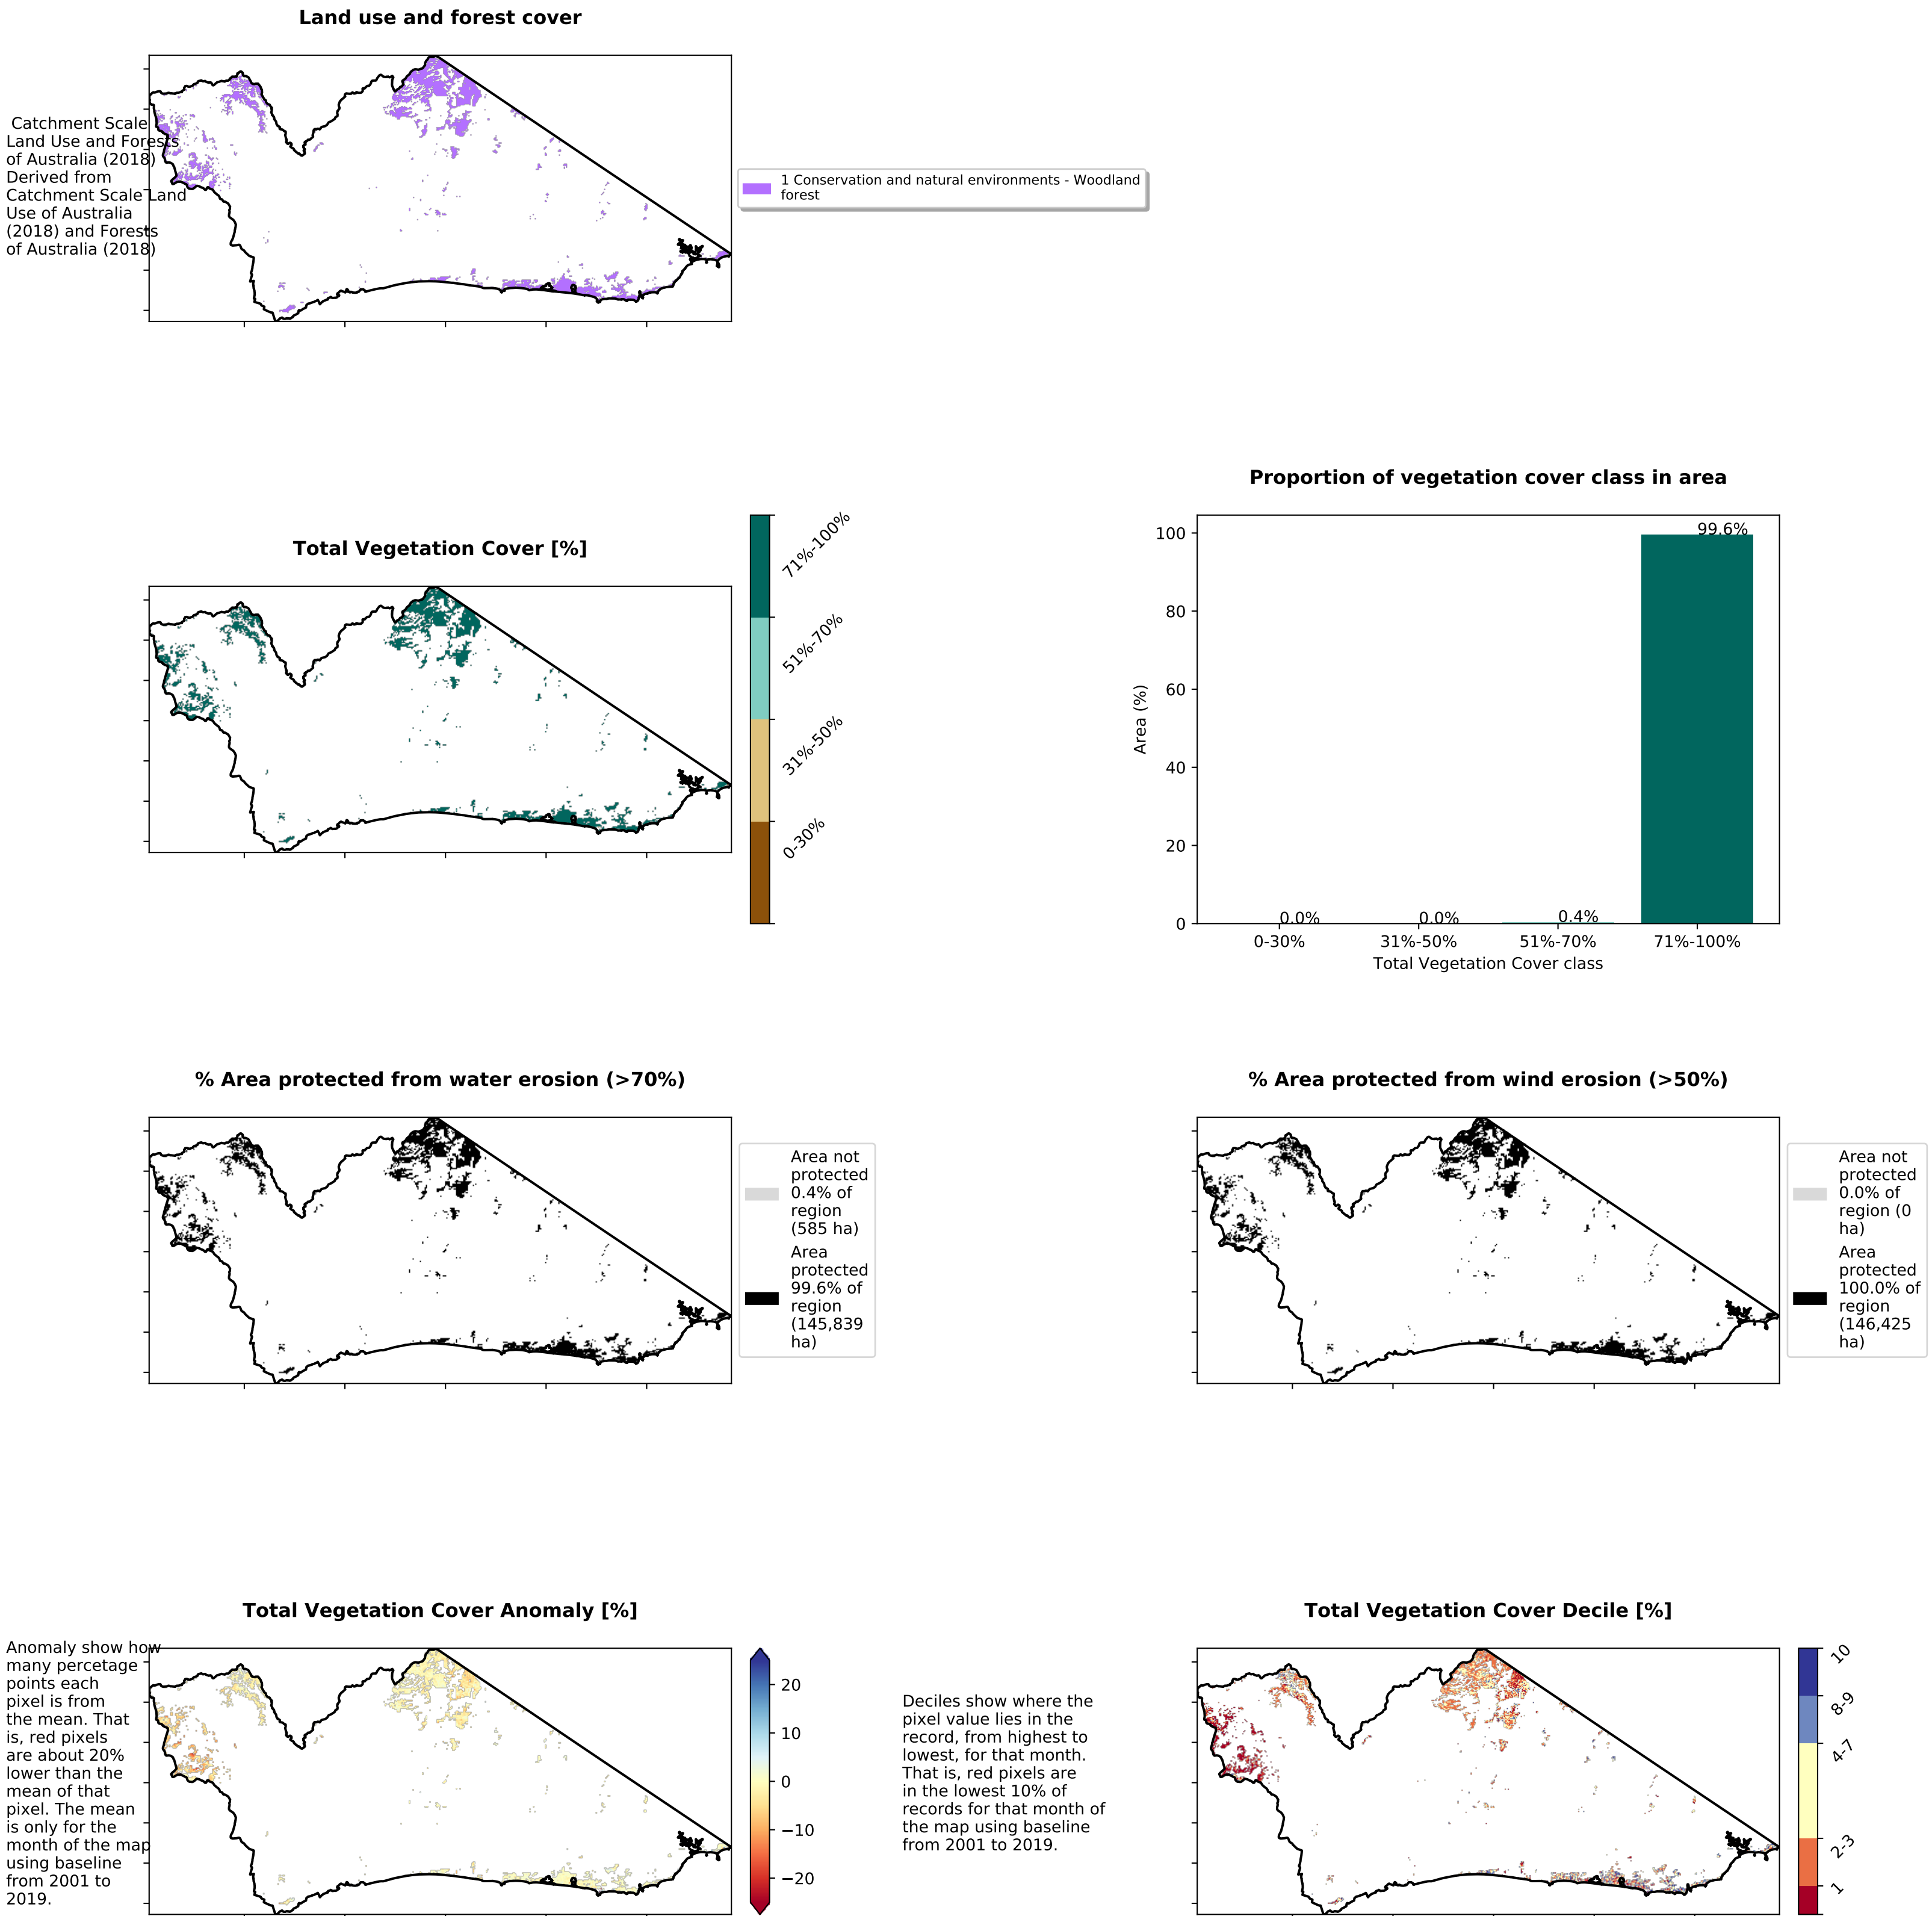 Land use and forest cover
Catchment Scale
Land Use and Forests
of Australia (2018)
Derived from
Catchment Scale Land
Use of Australia
(2018) and Forests
of Australia (2018)
1 Conservation and natural environments - Woodland
forest
Total Vegetation Cover [%]
71%-100%
51%-70%
31%-50%
0-30%
Proportion of vegetation cover class in area
100
80
60
40
20
0
Area (%)
0.0%
0.0%
0.4%
99.6%
0-30%
31%-50%
51%-70%
71%-100%
Total Vegetation Cover class
% Area protected from water erosion (>70%)
Area not
protected
0.4% of
region
(585 ha)
Area
protected
99.6% of
region
(145,839
ha)
% Area protected from wind erosion (>50%)
Area not
protected
0.0% of
region (0
ha)
Area
protected
100.0% of
region
(146,425
ha)
Total Vegetation Cover Anomaly [%]
Anomaly show how
many percetage
points each
pixel is from
the mean. That
is, red pixels
are about 20%
lower than the
mean of that
pixel. The mean
is only for the
month of the map
using baseline
from 2001 to
2019.
20
10
0
−10
−20
Total Vegetation Cover Decile [%]
Deciles show where the
pixel value lies in the
record, from highest to
lowest, for that month.
That is, red pixels are
in the lowest 10% of
records for that month of
the map using baseline
from 2001 to 2019.
10
8-9
4-7
2-3
1